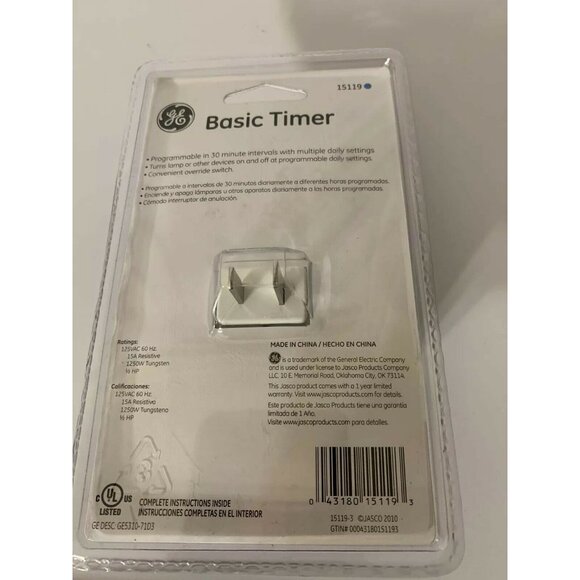 15119
GE
Basic Timer
• Programmable in 30 minute intervals with multiple daily settings
• Turns lamp or other devices on and off at programmable daily settings.
• Convenient override switch.
• Programable a intervalos de 30 minutos diariamente a diferentes horas programadas.
• Enciende y apaga lámparas u otros aparatos diariamente a las horas programadas.
• Cómodo interruptor de anulación.
Ratings:
125VAC 60 Hz.
15A Resistive
1250W Tungsten
½ HP
Calificaciones:
125VAC 60 Hz.
15A Resistiva
1250W Tungsteno
½ HP
MADE IN CHINA / HECHO EN CHINA
GE is a trademark of the General Electric Company
and is used under license to Jasco Products Company
LLC, 10 E. Memorial Road, Oklahoma City, OK 73114.
This Jasco product comes with a 1 year limited
warranty. Visit www.jascoproducts.com for details.
Este producto de Jasco Products tiene una garantía
limitada de 1 Año.
Visite www.jascoproducts.com para detalles.
C UL US
LISTED
COMPLETE INSTRUCTIONS INSIDE
INSTRUCCIONES COMPLETAS EN EL INTERIOR
GE DESC: GE5310-71D3
0 43180 15119 3
15119-3 ©JASCO 2010
GTIN# 00043180151193